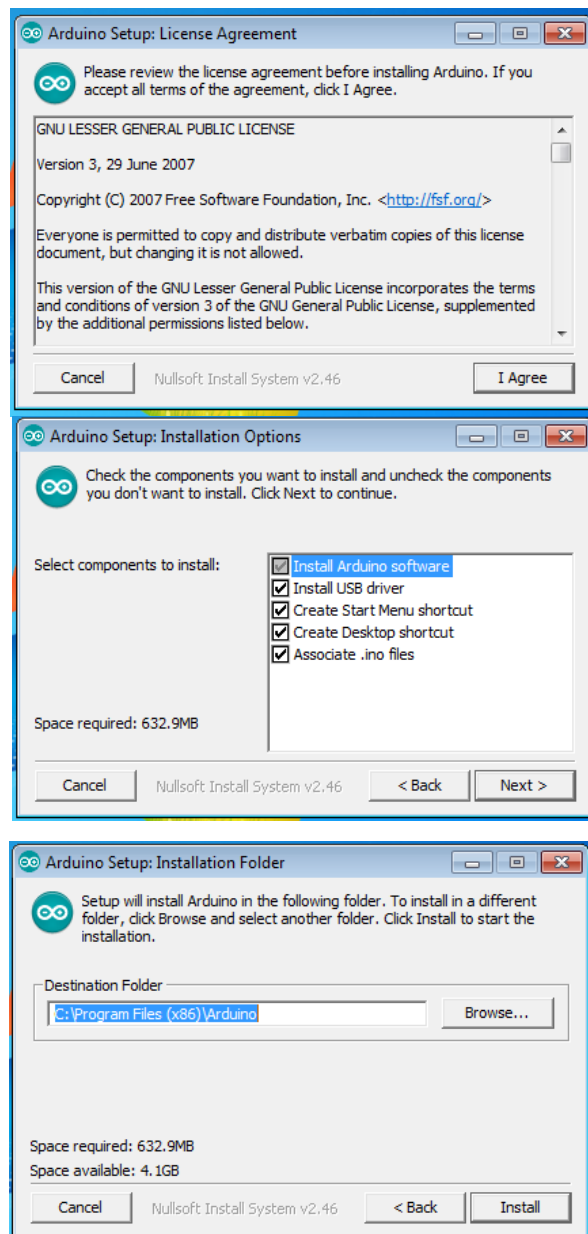 Arduino Setup: License Agreement
Please review the license agreement before installing Arduino. If you
accept all terms of the agreement, click I Agree.
GNU LESSER GENERAL PUBLIC LICENSE
Version 3, 29 June 2007
Copyright (C) 2007 Free Software Foundation, Inc. <http://fsf.org/>
Everyone is permitted to copy and distribute verbatim copies of this license
document, but changing it is not allowed.
This version of the GNU Lesser General Public License incorporates the terms
and conditions of version 3 of the GNU General Public License, supplemented
by the additional permissions listed below.
Cancel
Nullsoft Install System v2.46
I Agree
Arduino Setup: Installation Options
Check the components you want to install and uncheck the components
you don't want to install. Click Next to continue.
Select components to install:
Install Arduino software
Install USB driver
Create Start Menu shortcut
Create Desktop shortcut
Associate .ino files
Space required: 632.9MB
Cancel
Nullsoft Install System v2.46
< Back
Next >
Arduino Setup: Installation Folder
Setup will install Arduino in the following folder. To install in a different
folder, click Browse and select another folder. Click Install to start the
installation.
Destination Folder
C:\Program Files (x86)\Arduino
Browse...
Space required: 632.9MB
Space available: 4.1GB
Cancel
Nullsoft Install System v2.46
< Back
Install